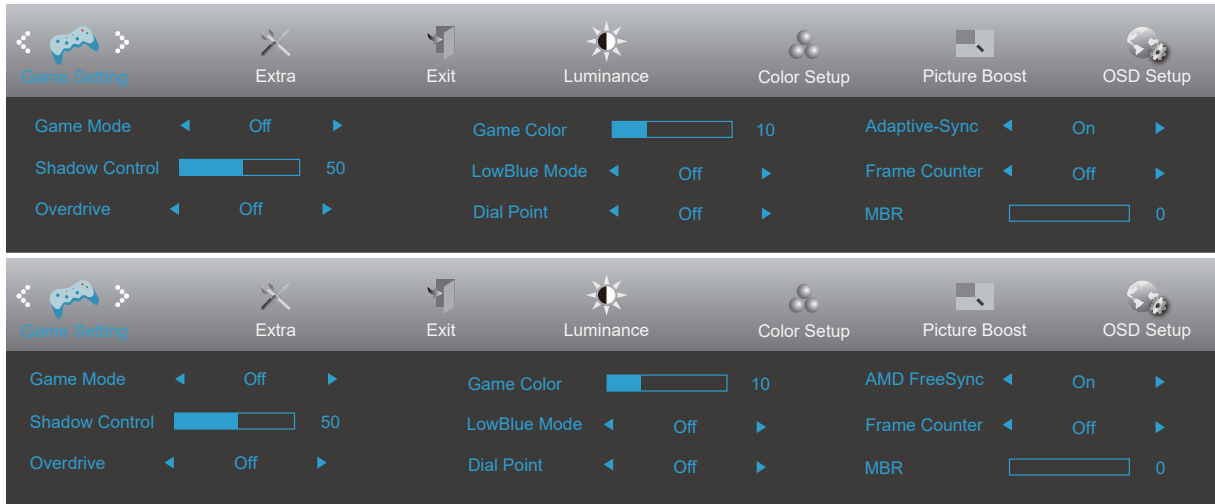 Game Setting Extra Exit Luminance Color Setup Picture Boost OSD Setup
Game Mode Off Game Color 10 Adaptive-Sync On
Shadow Control 50 LowBlue Mode Off Frame Counter Off
Overdrive Off Dial Point Off MBR 0
Game Setting Extra Exit Luminance Color Setup Picture Boost OSD Setup
Game Mode Off Game Color 10 AMD FreeSync On
Shadow Control 50 LowBlue Mode Off Frame Counter Off
Overdrive Off Dial Point Off MBR 0